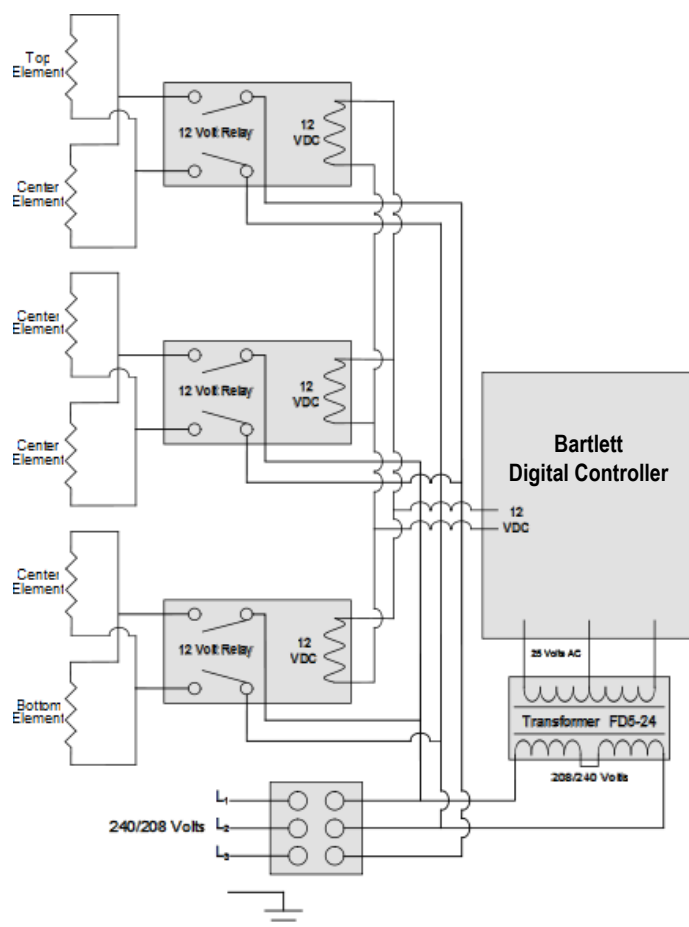 Top
Element
Center
Element
12 Volt Relay
12
VDC
Center
Element
Center
Element
12 Volt Relay
12
VDC
Bartlett
Digital Controller
12
VDC
Center
Element
Bottom
Element
12 Volt Relay
12
VDC
25 Volts AC
Transformer FD5-24
208/240 Volts
240/208 Volts
L1
L2
L3